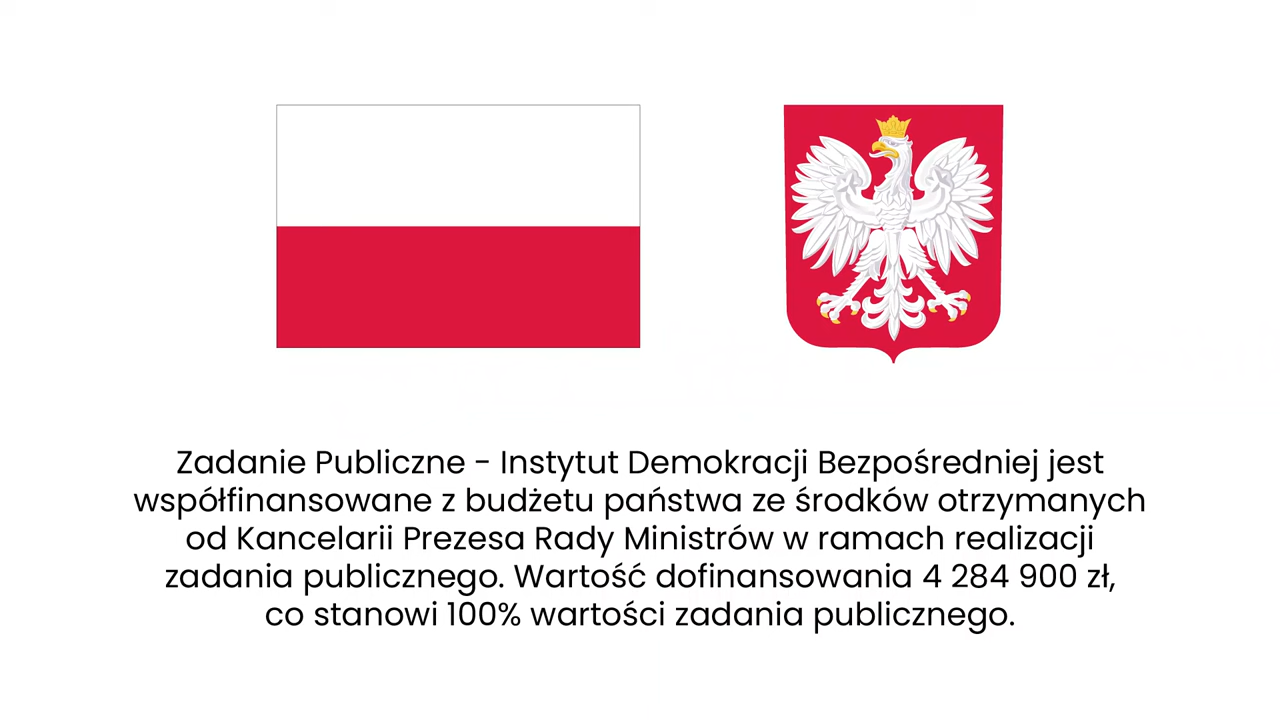 Zadanie Publiczne - Instytut Demokracji Bezpośredniej jest
współfinansowane z budżetu państwa ze środków otrzymanych
od Kancelarii Prezesa Rady Ministrów w ramach realizacji
zadania publicznego. Wartość dofinansowania 4 284 900 zł,
co stanowi 100% wartości zadania publicznego.